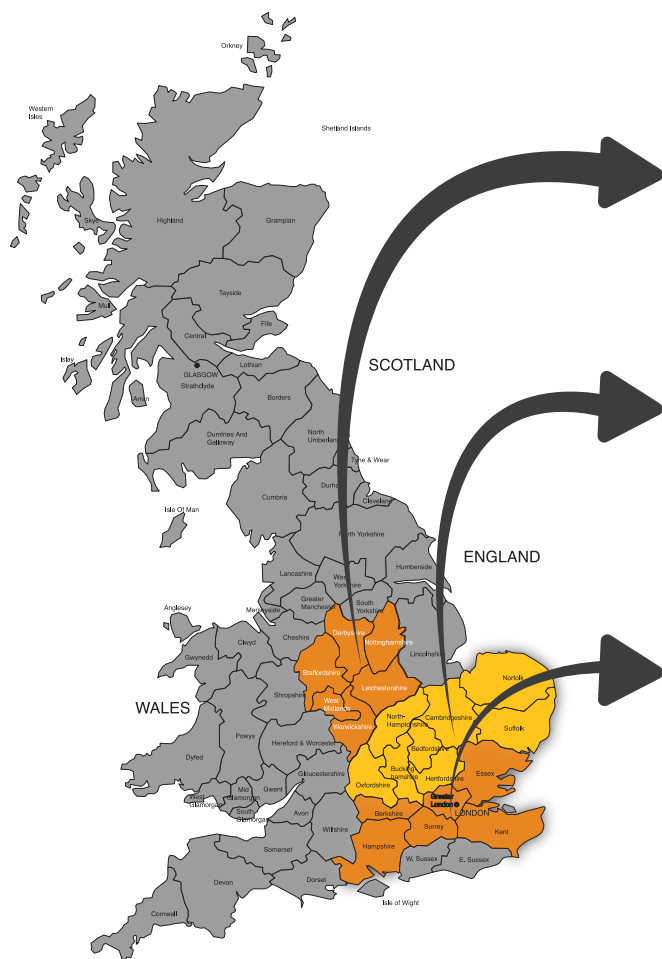 Orkney
Western
Isles
Shetland Islands
Skye
Highland
Grampian
Tayside
Mull
Fife
Central
Islay
Lothian
GLASGOW
Strathclyde
SCOTLAND
Arran
Borders
Dumfries And
Galloway
North
Umberland
Tyne & Wear
Durha
Cumbria
Cleveland
Isle Of Man
North Yorkshire
ENGLAND
Humberside
Lancashire
West
Yorkshire
Greater
Manchester
South
Yorkshire
Anglesey
Merseyside
Derbyshire
Cheshire
Clwyd
Nottinghamshire
Lincolnshire
Gwynedd
Staffordshire
Norfolk
Leichestershire
Shropshire
WALES
West
Midlands
North-
Hamptonshire
Cambridgeshire
Warwickshire
Suffolk
Powys
Hereford & Worcester
Bedfordshire
Dyfed
Bucking-
hamshire
Hertfordshire
Essex
Gloucestershire
Oxfordshire
West
Glamorgan
Mid
Glamorgan
Gwent
Greater
London
LONDON
South
Glamorgan
Avon
Berkshire
Wiltshire
Surrey
Kent
Somerset
Hampshire
W. Sussex
E. Sussex
Devon
Dorset
Isle of Wight
Cornwall